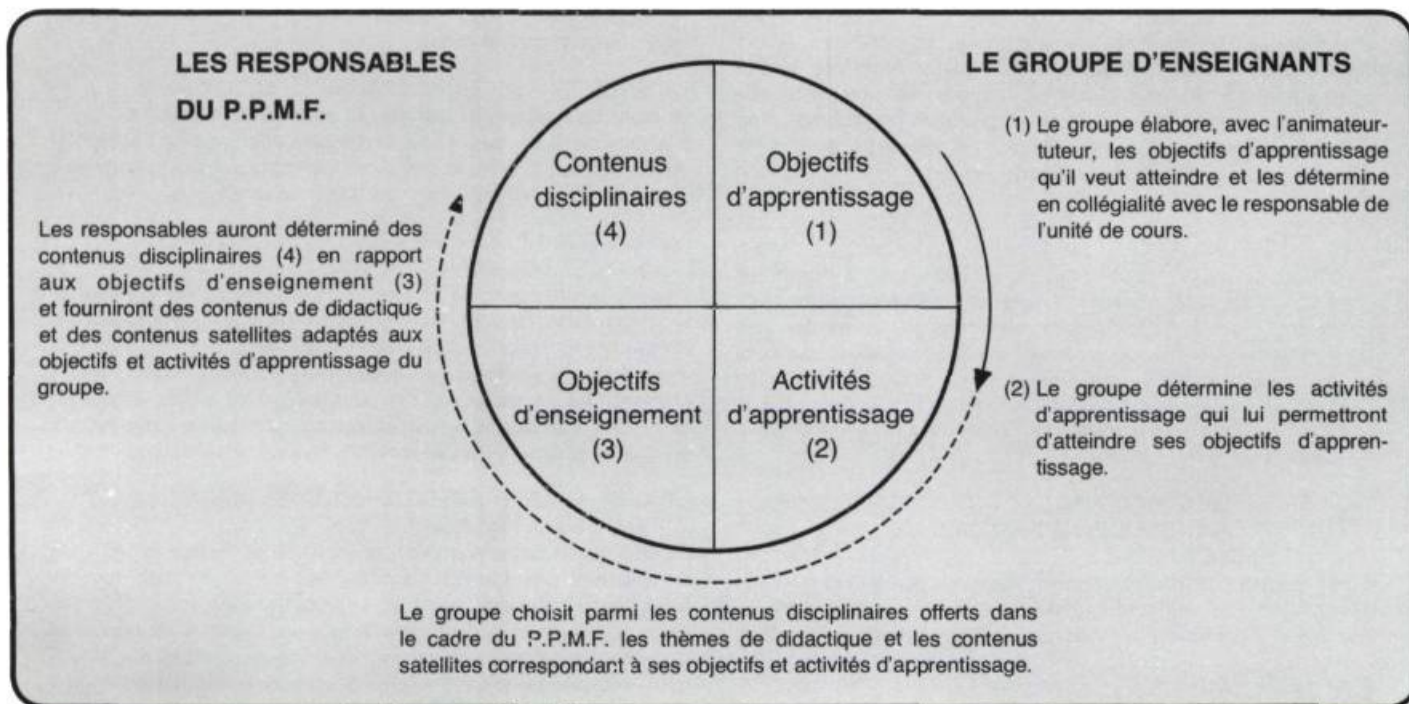 LES RESPONSABLES
DU P.P.M.F.
Les responsables auront déterminé des
contenus disciplinaires (4) en rapport
aux objectifs d'enseignement (3)
et fourniront des contenus de didactique
et des contenus satellites adaptés aux
objectifs et activités d'apprentissage du
groupe.
Contenus
disciplinaires
(4)
Objectifs
d'apprentissage
(1)
Objectifs
d'enseignement
(3)
Activités
d'apprentissage
(2)
LE GROUPE D'ENSEIGNANTS
(1) Le groupe élabore, avec l'animateur-
tuteur, les objectifs d'apprentissage
qu'il veut atteindre et les détermine
en collégialité avec le responsable de
l'unité de cours.
(2) Le groupe détermine les activités
d'apprentissage qui lui permettront
d'atteindre ses objectifs d'appren-
tissage.
Le groupe choisit parmi les contenus disciplinaires offerts dans
le cadre du P.P.M.F. les thèmes de didactique et les contenus
satellites correspondant à ses objectifs et activités d'apprentissage.